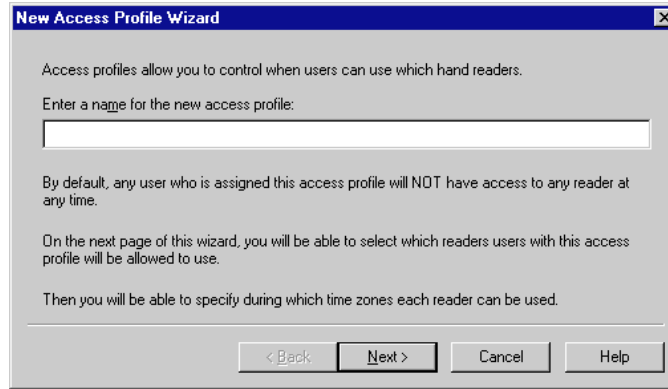 New Access Profile Wizard
Access profiles allow you to control when users can use which hand readers.
Enter a name for the new access profile:
By default, any user who is assigned this access profile will NOT have access to any reader at
any time.
On the next page of this wizard, you will be able to select which readers users with this access
profile will be allowed to use.
Then you will be able to specify during which time zones each reader can be used.
< Back Next > Cancel Help